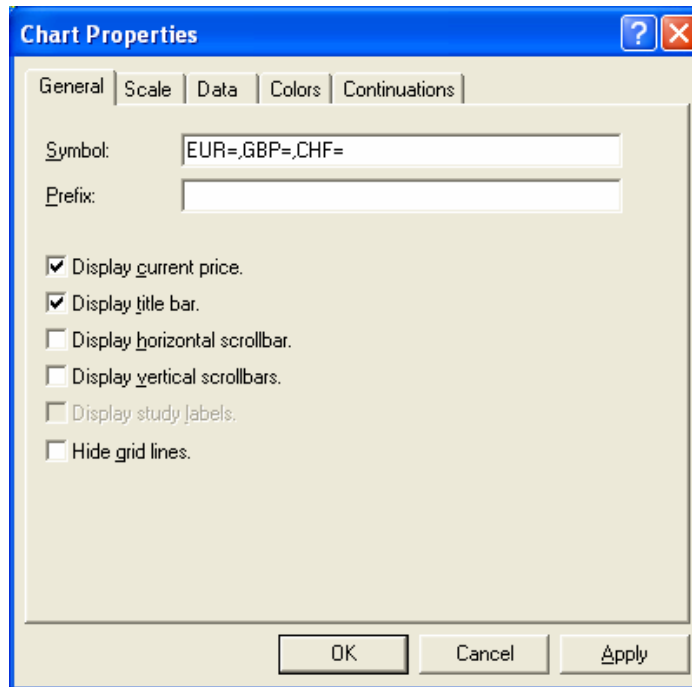 Chart Properties
General Scale Data Colors Continuations
Symbol: EUR=,GBP=,CHF=
Prefix:
Display current price.
Display title bar.
Display horizontal scrollbar.
Display vertical scrollbars.
Display study labels.
Hide grid lines.
OK Cancel Apply